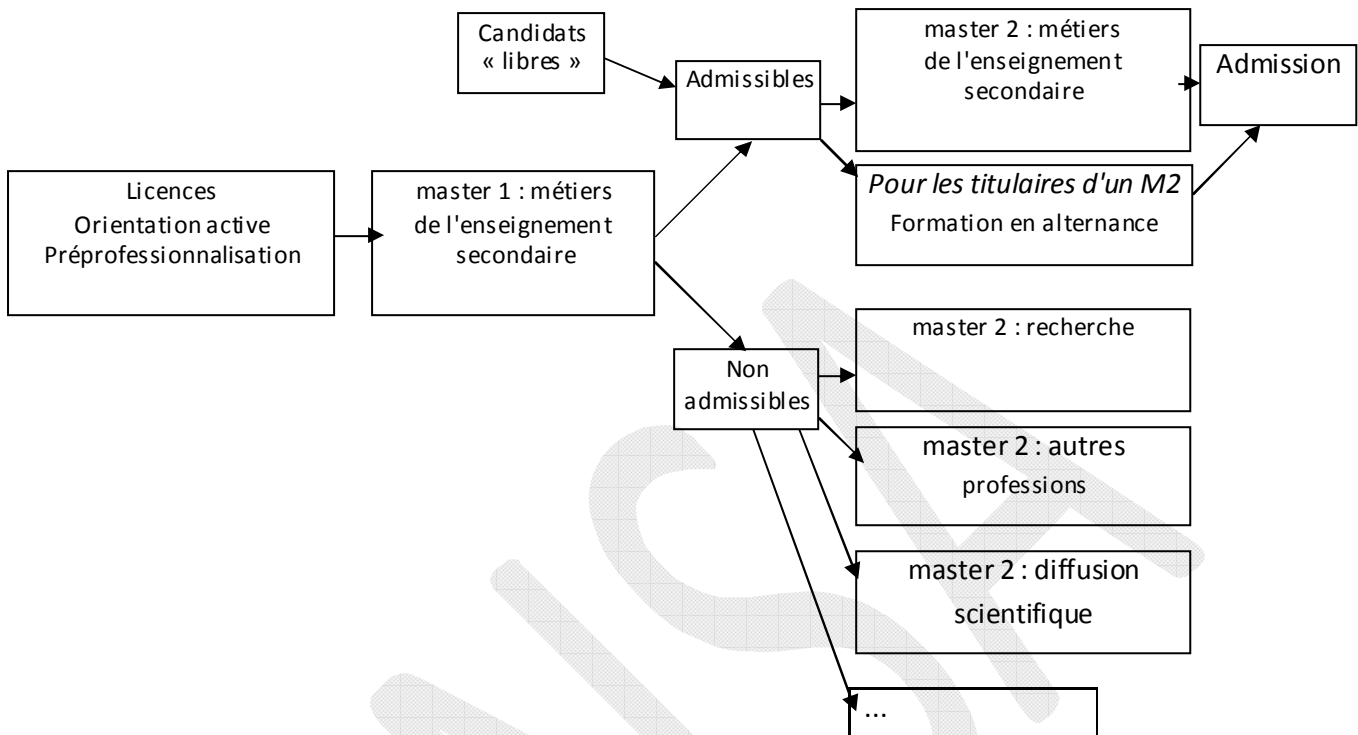 Candidats
« libres »
Admissibles
master 2 : métiers
de l'enseignement
secondaire
Admission
Licences
Orientation active
Préprofessionnalisation
master 1 : métiers
de l'enseignement
secondaire
Pour les titulaires d'un M2
Formation en alternance
master 2 : recherche
Non
admissibles
master 2 : autres
professions
master 2 : diffusion
scientifique
...